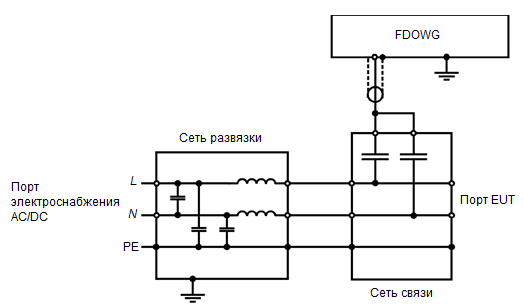 FDOWG
Сеть развязки
L
Порт
электроснабжения
AC/DC
N
Порт EUT
PE
Сеть связи